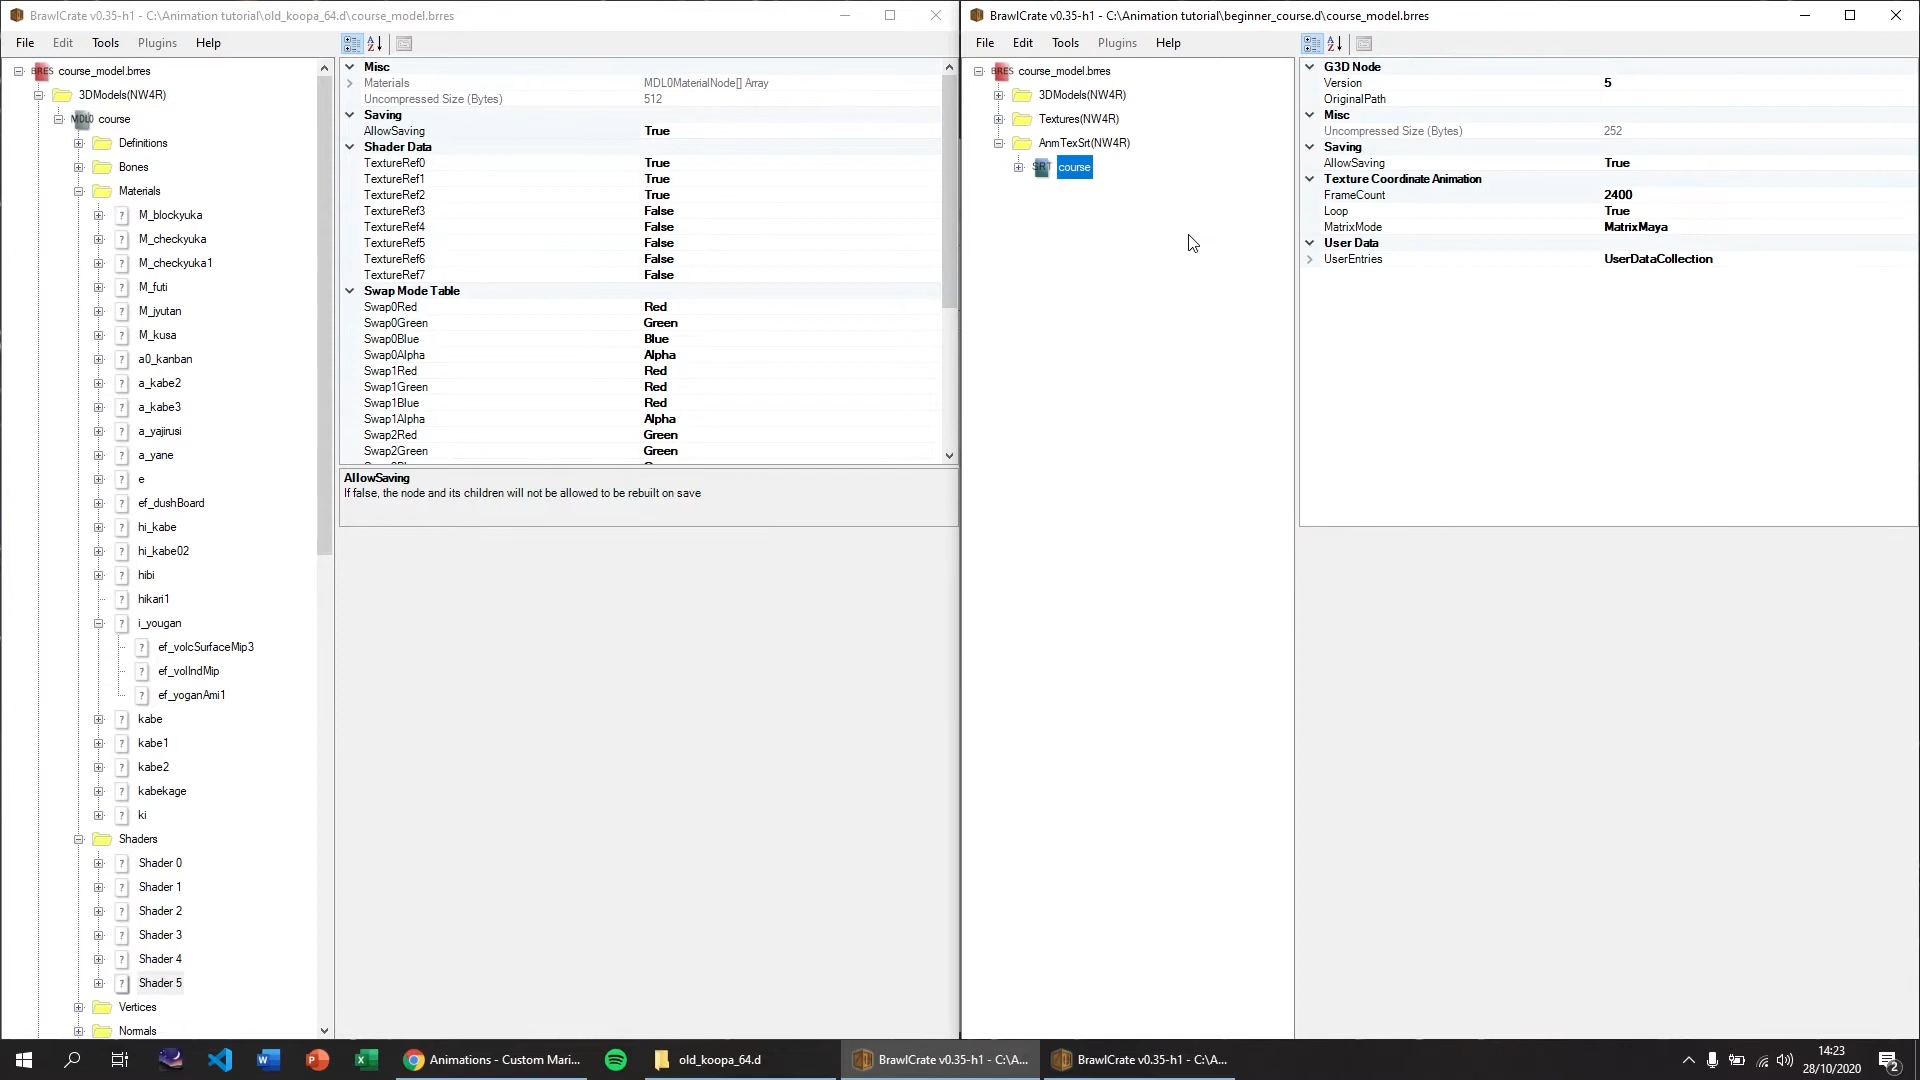 BrawlCrate v0.35-h1 - C:\Animation tutorial\old_koopa_64.d\course_model.brres
File Edit Tools Plugins Help
BRES course_model.brres
3DModels(NW4R)
MDL0 course
Definitions
Bones
Materials
M_blockyuka
M_checkyuka
M_checkyuka1
M_futi
M_jyutan
M_kusa
a0_kanban
a_kabe2
a_kabe3
a_yajirusi
a_yane
e
ef_dushBoard
hi_kabe
hi_kabe02
hibi
hikari1
i_yougan
ef_volcSurfaceMip3
ef_volIndMip
ef_yoganAmi1
kabe
kabe1
kabe2
kabekage
ki
Shaders
Shader 0
Shader 1
Shader 2
Shader 3
Shader 4
Shader 5
Vertices
Normals
Misc
Materials MDL0MaterialNode[] Array
Uncompressed Size (Bytes) 512
Saving
AllowSaving True
Shader Data
TextureRef0 True
TextureRef1 True
TextureRef2 True
TextureRef3 False
TextureRef4 False
TextureRef5 False
TextureRef6 False
TextureRef7 False
Swap Mode Table
Swap0Red Red
Swap0Green Green
Swap0Blue Blue
Swap0Alpha Alpha
Swap1Red Red
Swap1Green Red
Swap1Blue Red
Swap1Alpha Alpha
Swap2Red Green
Swap2Green Green
AllowSaving
If false, the node and its children will not be allowed to be rebuilt on save
BrawlCrate v0.35-h1 - C:\Animation tutorial\beginner_course.d\course_model.brres
File Edit Tools Plugins Help
BRES course_model.brres
3DModels(NW4R)
Textures(NW4R)
AnmTexSrt(NW4R)
SRT course
G3D Node
Version 5
OriginalPath
Misc
Uncompressed Size (Bytes) 252
Saving
AllowSaving True
Texture Coordinate Animation
FrameCount 2400
Loop True
MatrixMode MatrixMaya
User Data
UserEntries UserDataCollection
Animations - Custom Mari...
old_koopa_64.d
BrawlCrate v0.35-h1 - C:\A...
BrawlCrate v0.35-h1 - C:\A...
14:23
28/10/2020
2